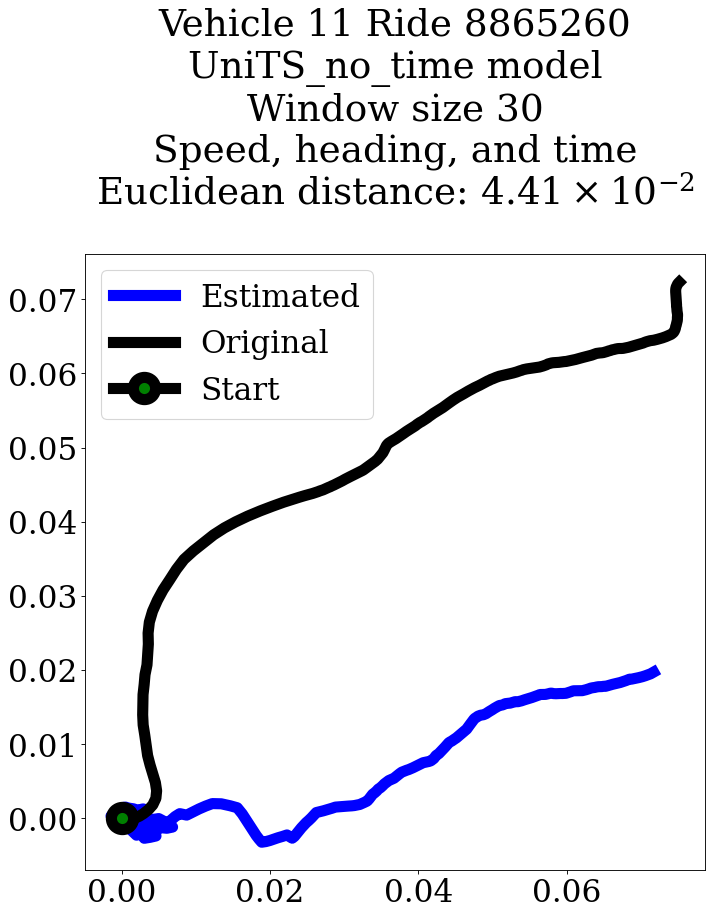 Vehicle 11 Ride 8865260
UniTS_no_time model
Window size 30
Speed, heading, and time
Euclidean distance: 4.41 × 10⁻²
Estimated
Original
Start
0.07
0.06
0.05
0.04
0.03
0.02
0.01
0.00
0.00 0.02 0.04 0.06